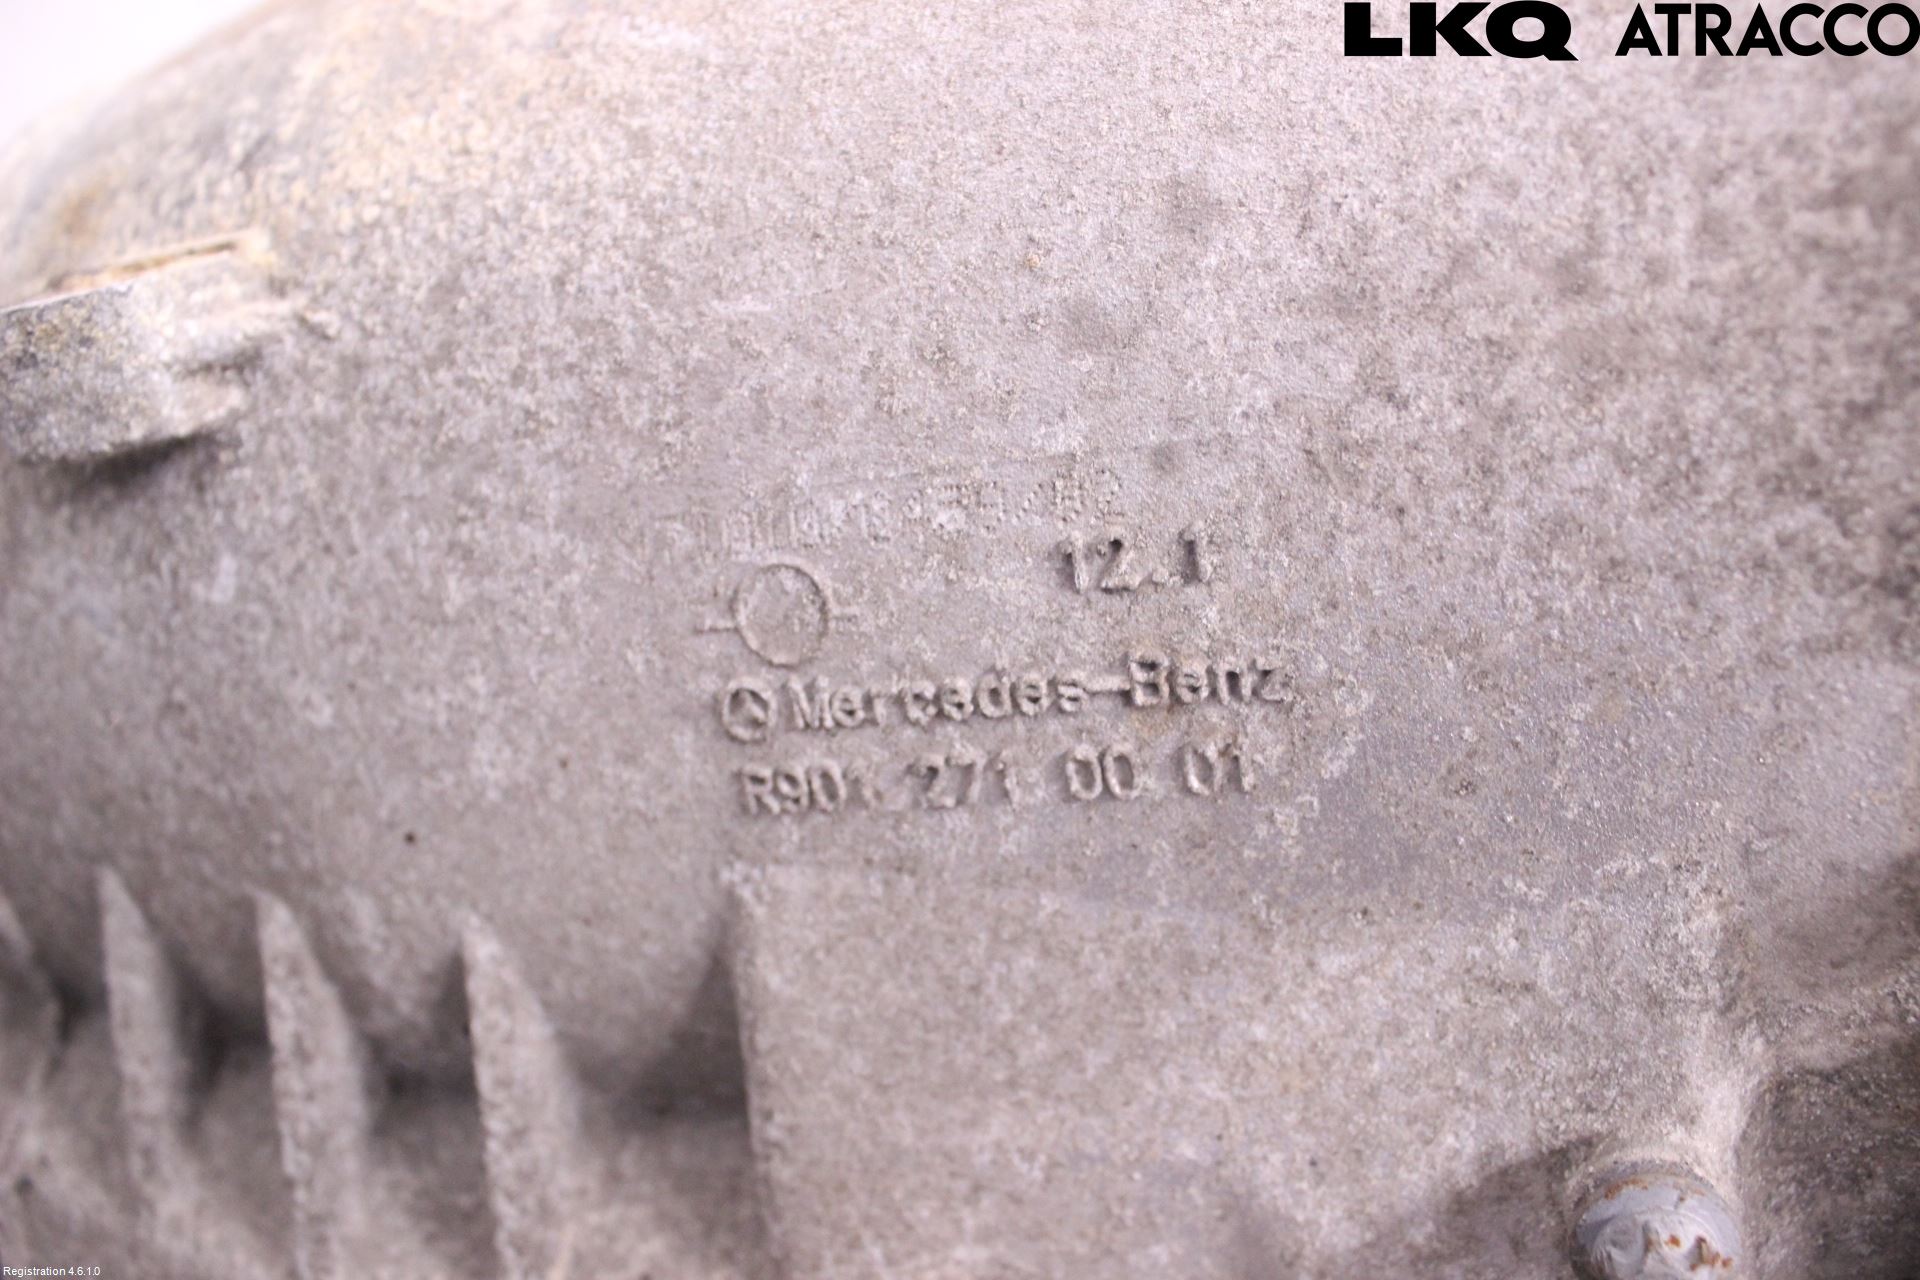 LKQ ATRACCO
12.1
Mercedes-Benz
R901 271 00 01
Registration 4.6.1.0